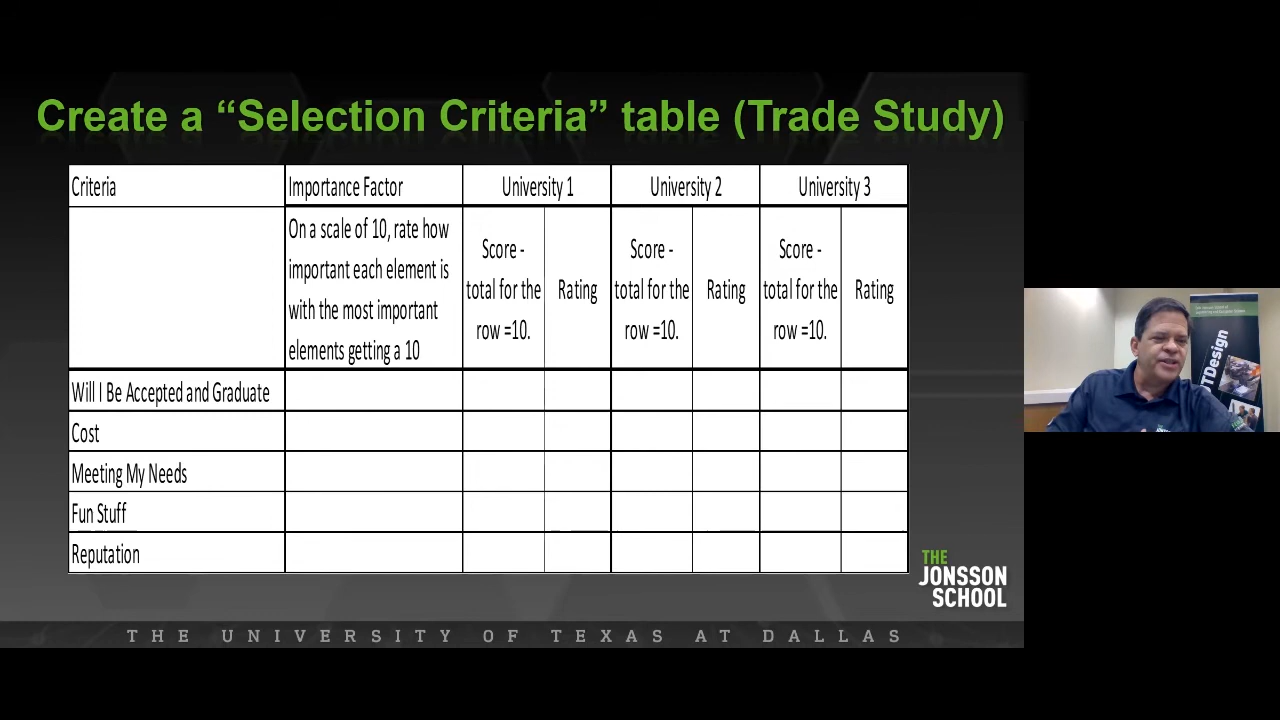 Create a “Selection Criteria” table (Trade Study)
Criteria
Importance Factor
University 1
University 2
University 3
On a scale of 10, rate how
important each element is
with the most important
elements getting a 10
Score -
total for the
row =10.
Rating
Score -
total for the
row =10.
Rating
Score -
total for the
row =10.
Rating
Will I Be Accepted and Graduate
Cost
Meeting My Needs
Fun Stuff
Reputation
THE
JONSSON
SCHOOL
THE UNIVERSITY OF TEXAS AT DALLAS
TDesign